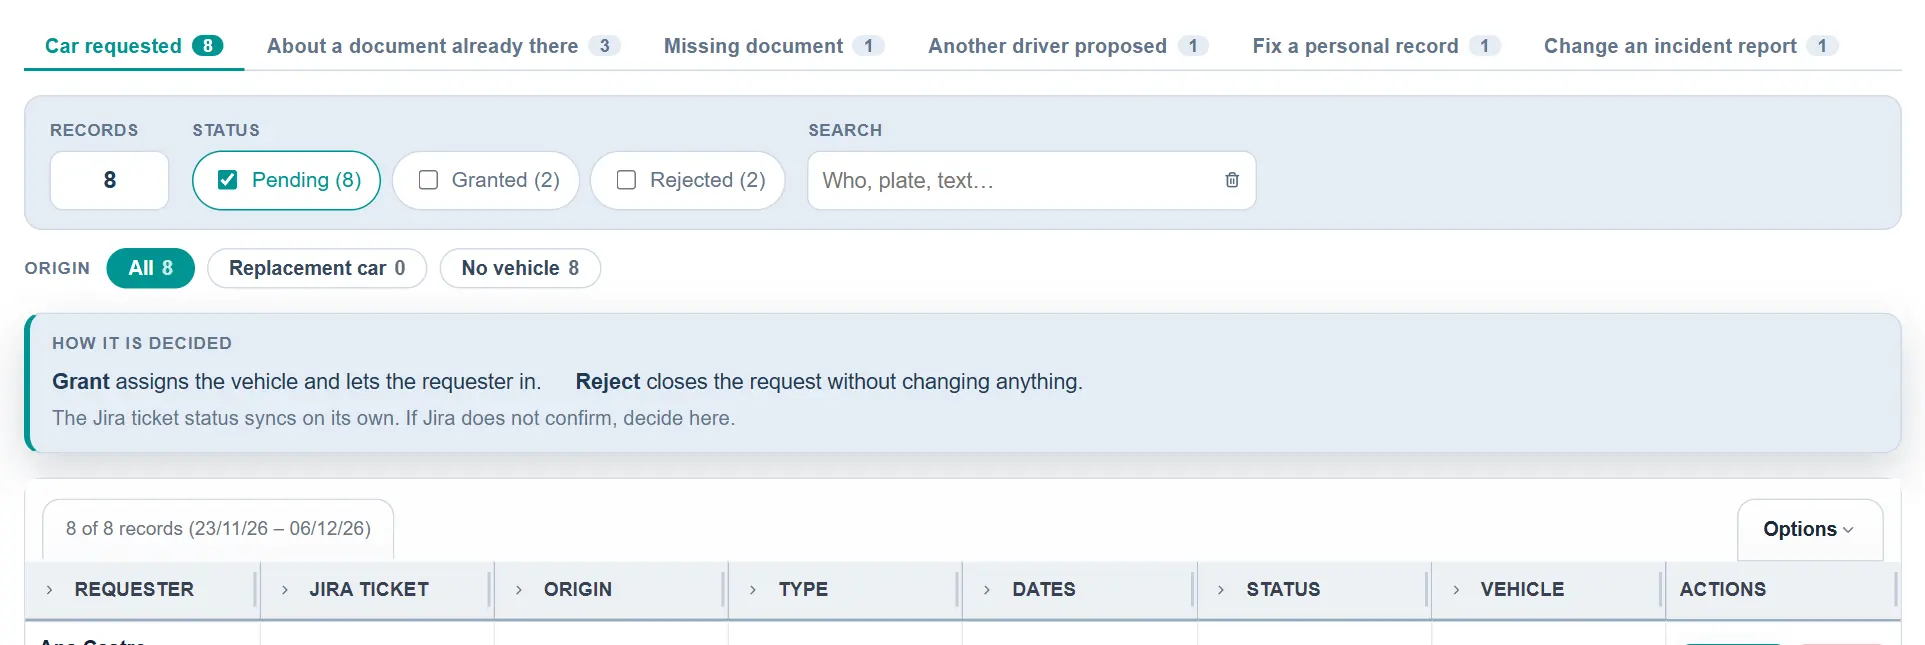 Car requested 8 About a document already there 3 Missing document 1 Another driver proposed 1 Fix a personal record 1 Change an incident report 1
RECORDS STATUS SEARCH
8 Pending (8) Granted (2) Rejected (2) Who, plate, text…
ORIGIN All 8 Replacement car 0 No vehicle 8
HOW IT IS DECIDED
Grant assigns the vehicle and lets the requester in. Reject closes the request without changing anything.
The Jira ticket status syncs on its own. If Jira does not confirm, decide here.
8 of 8 records (23/11/26 – 06/12/26) Options
REQUESTER JIRA TICKET ORIGIN TYPE DATES STATUS VEHICLE ACTIONS